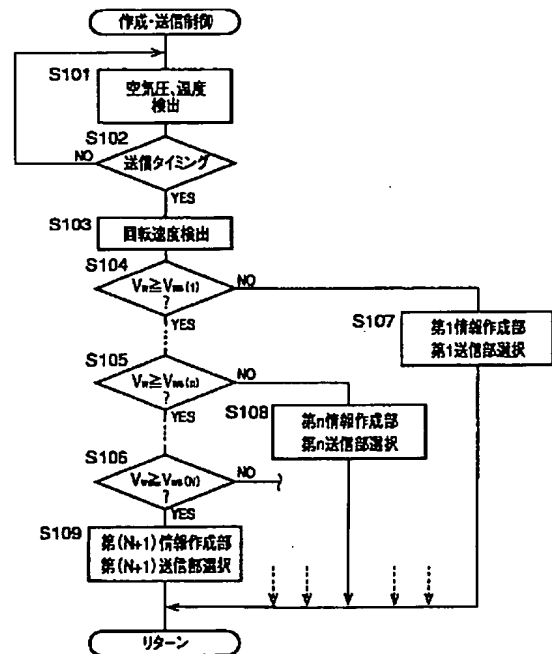 作成・送信制御
S101
空気圧、温度
検出
S102
NO
送信タイミング
YES
S103
回転速度検出
S104
NO
Vw≧Vws(1)
?
YES
S107
第1情報作成部
第1送信部選択
S105
NO
Vw≧Vws(n)
?
YES
S108
第n情報作成部
第n送信部選択
S106
NO
Vw≧Vws(N)
?
YES
S109
第(N+1)情報作成部
第(N+1)送信部選択
リターン